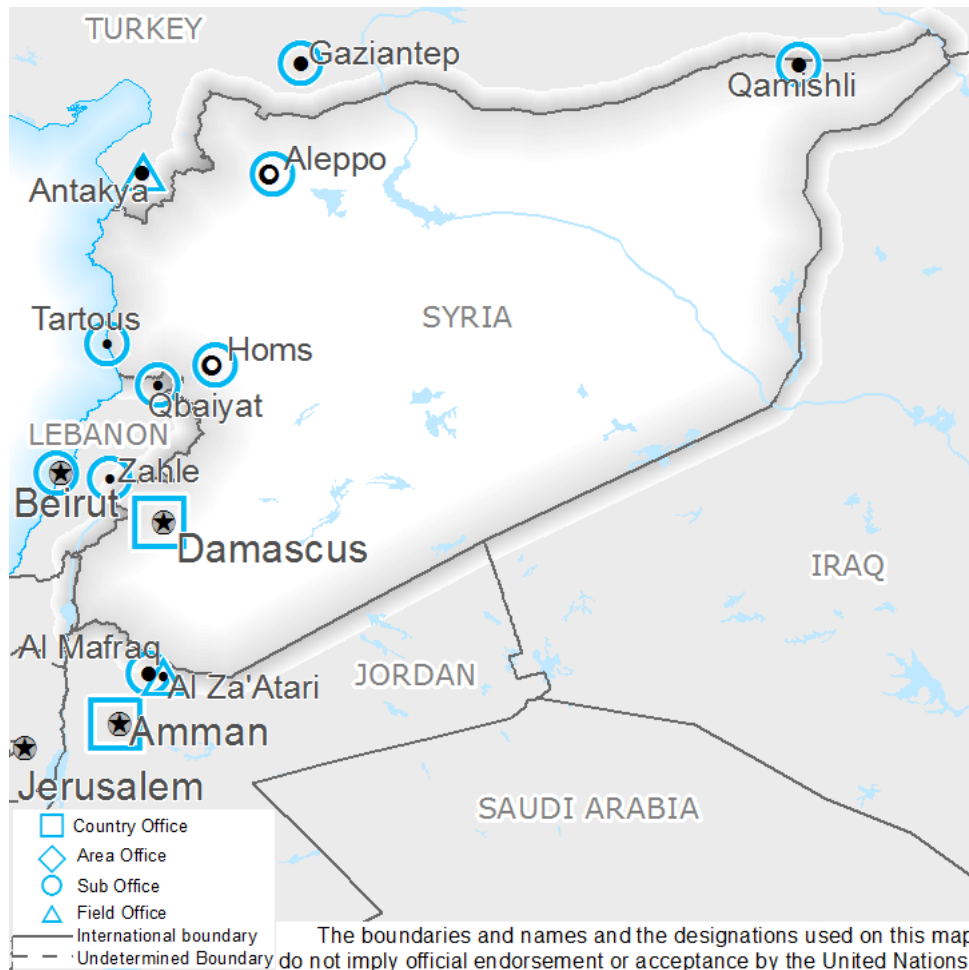 TURKEY
Gaziantep
Qamishli
Aleppo
Antakya
Tartous
SYRIA
Homs
Qbaiyat
LEBANON
Zahle
Beirut
Damascus
IRAQ
Al Mafraq
JORDAN
Al Za'Atari
Amman
Jerusalem
SAUDI ARABIA
Country Office
Area Office
Sub Office
Field Office
International boundary
Undetermined Boundary
The boundaries and names and the designations used on this map
do not imply official endorsement or acceptance by the United Nations